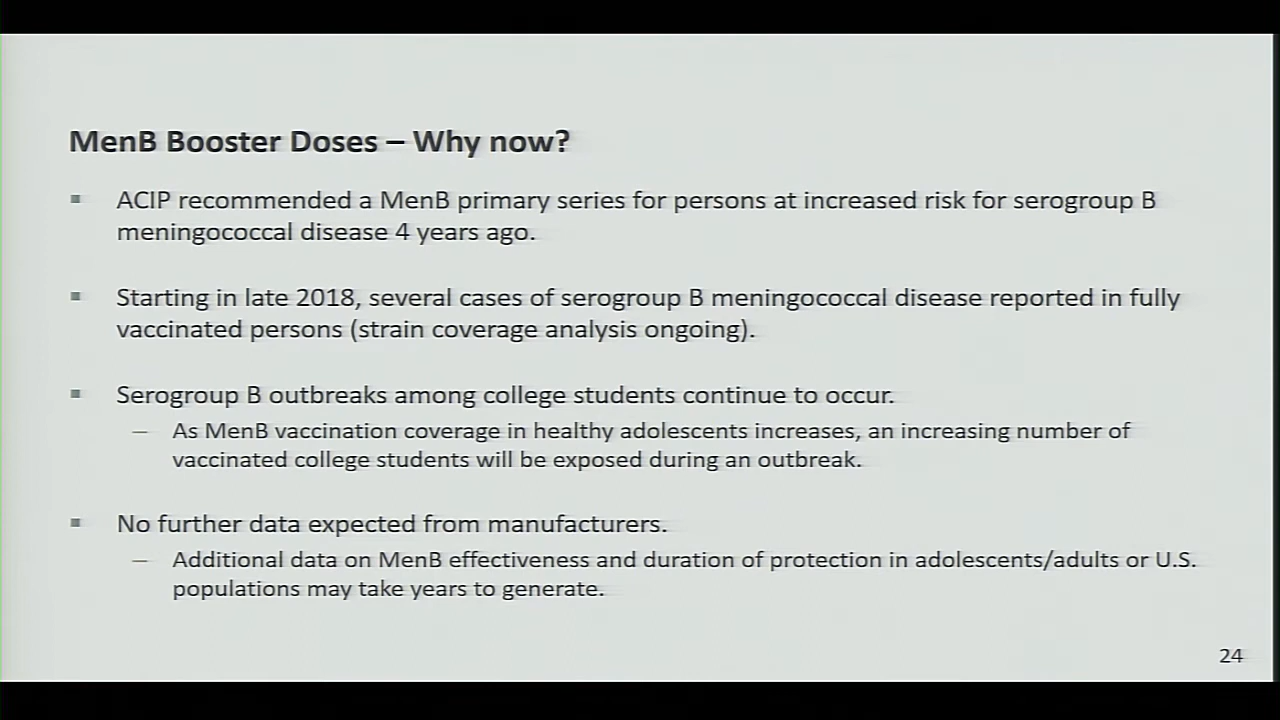 MenB Booster Doses – Why now?
▪ ACIP recommended a MenB primary series for persons at increased risk for serogroup B
meningococcal disease 4 years ago.
▪ Starting in late 2018, several cases of serogroup B meningococcal disease reported in fully
vaccinated persons (strain coverage analysis ongoing).
▪ Serogroup B outbreaks among college students continue to occur.
– As MenB vaccination coverage in healthy adolescents increases, an increasing number of
vaccinated college students will be exposed during an outbreak.
▪ No further data expected from manufacturers.
– Additional data on MenB effectiveness and duration of protection in adolescents/adults or U.S.
populations may take years to generate.
24